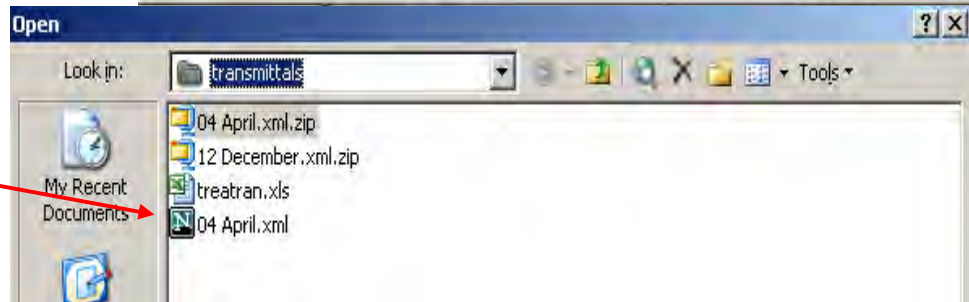 Open
Look in:
transmittals
Tools
04 April.xml.zip
12 December.xml.zip
treatran.xls
04 April.xml
My Recent
Documents